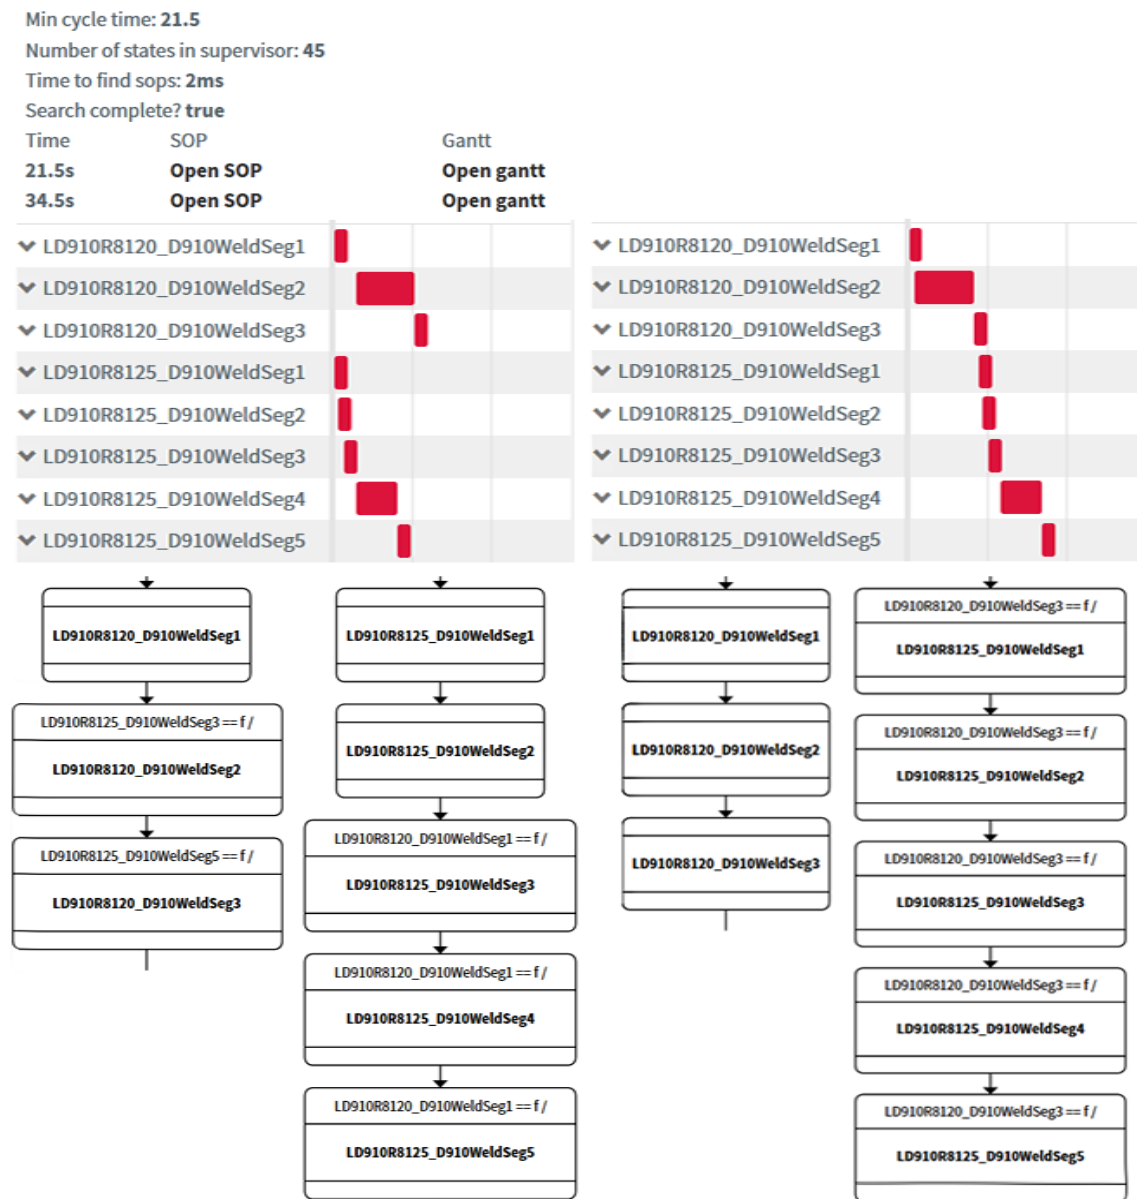 Min cycle time: 21.5
Number of states in supervisor: 45
Time to find sops: 2ms
Search complete? true
Time SOP Gantt
21.5s Open SOP Open gantt
34.5s Open SOP Open gantt
LD910R8120_D910WeldSeg1
LD910R8120_D910WeldSeg2
LD910R8120_D910WeldSeg3
LD910R8125_D910WeldSeg1
LD910R8125_D910WeldSeg2
LD910R8125_D910WeldSeg3
LD910R8125_D910WeldSeg4
LD910R8125_D910WeldSeg5
LD910R8120_D910WeldSeg1
LD910R8120_D910WeldSeg2
LD910R8120_D910WeldSeg3
LD910R8125_D910WeldSeg1
LD910R8125_D910WeldSeg2
LD910R8125_D910WeldSeg3
LD910R8125_D910WeldSeg4
LD910R8125_D910WeldSeg5
LD910R8120_D910WeldSeg1
LD910R8125_D910WeldSeg3 == f /
LD910R8120_D910WeldSeg2
LD910R8125_D910WeldSeg5 == f /
LD910R8120_D910WeldSeg3
LD910R8125_D910WeldSeg1
LD910R8125_D910WeldSeg2
LD910R8120_D910WeldSeg1 == f /
LD910R8125_D910WeldSeg3
LD910R8120_D910WeldSeg1 == f /
LD910R8125_D910WeldSeg4
LD910R8120_D910WeldSeg1 == f /
LD910R8125_D910WeldSeg5
LD910R8120_D910WeldSeg1
LD910R8120_D910WeldSeg2
LD910R8120_D910WeldSeg3
LD910R8120_D910WeldSeg3 == f /
LD910R8125_D910WeldSeg1
LD910R8120_D910WeldSeg3 == f /
LD910R8125_D910WeldSeg2
LD910R8120_D910WeldSeg3 == f /
LD910R8125_D910WeldSeg3
LD910R8120_D910WeldSeg3 == f /
LD910R8125_D910WeldSeg4
LD910R8120_D910WeldSeg3 == f /
LD910R8125_D910WeldSeg5